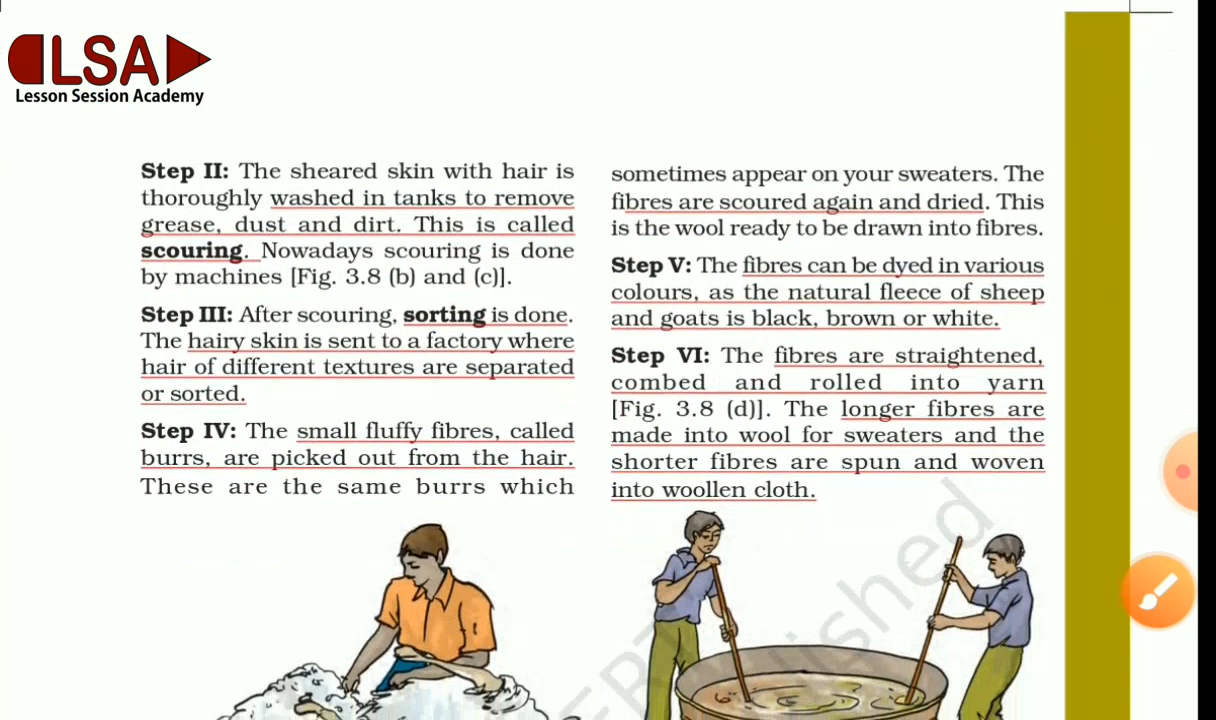 LSA
Lesson Session Academy
Step II: The sheared skin with hair is
thoroughly washed in tanks to remove
grease, dust and dirt. This is called
scouring. Nowadays scouring is done
by machines [Fig. 3.8 (b) and (c)].
Step III: After scouring, sorting is done.
The hairy skin is sent to a factory where
hair of different textures are separated
or sorted.
Step IV: The small fluffy fibres, called
burrs, are picked out from the hair.
These are the same burrs which
sometimes appear on your sweaters. The
fibres are scoured again and dried. This
is the wool ready to be drawn into fibres.
Step V: The fibres can be dyed in various
colours, as the natural fleece of sheep
and goats is black, brown or white.
Step VI: The fibres are straightened,
combed and rolled into yarn
[Fig. 3.8 (d)]. The longer fibres are
made into wool for sweaters and the
shorter fibres are spun and woven
into woollen cloth.